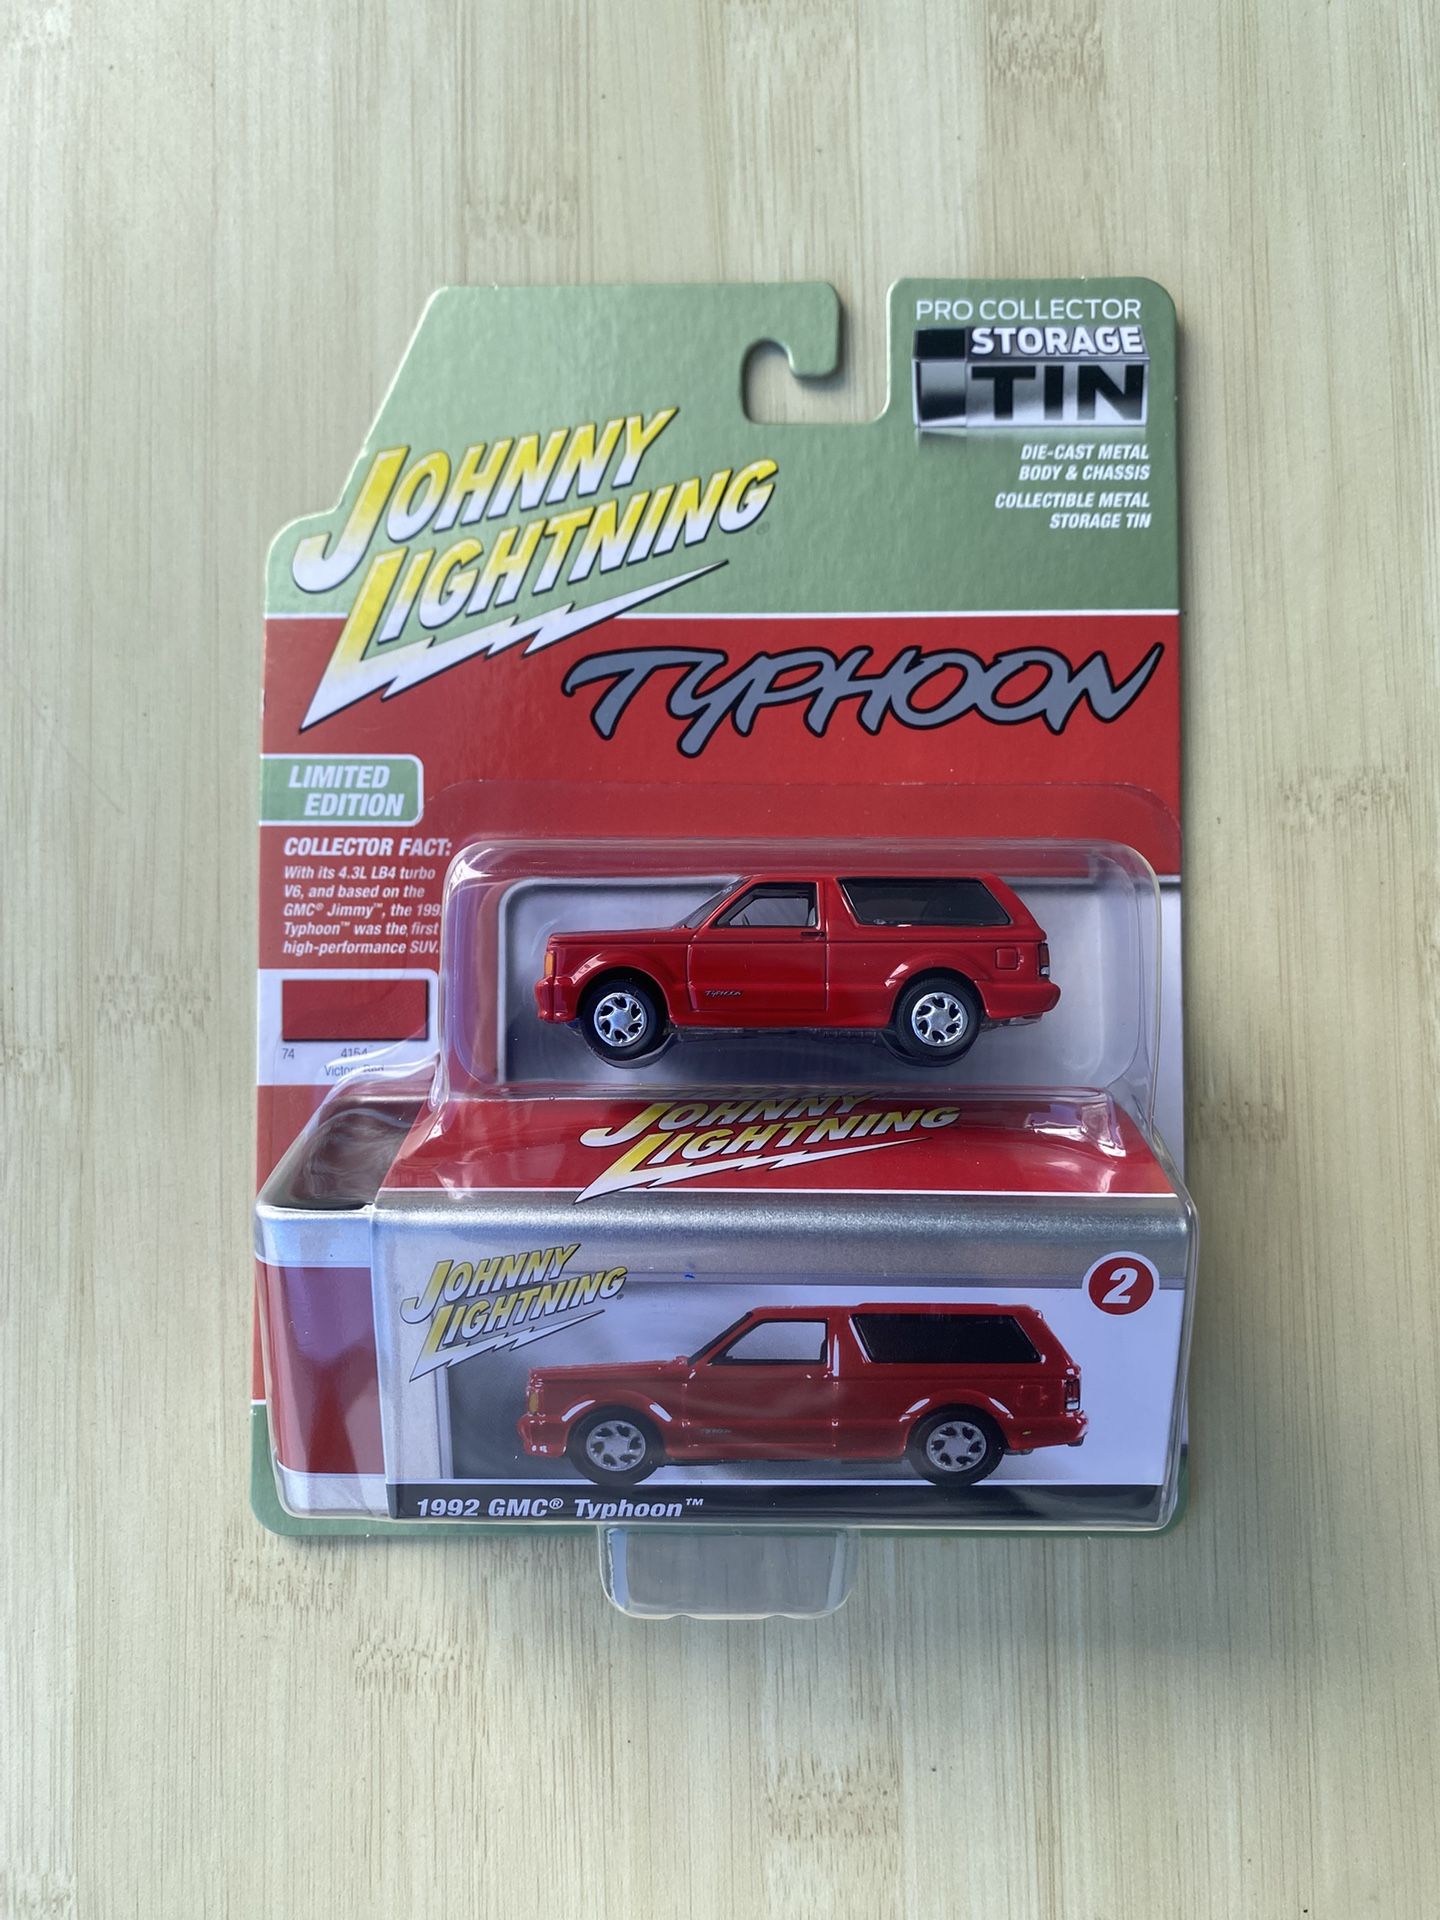 PRO COLLECTOR
STORAGE
TIN
DIE-CAST METAL
BODY & CHASSIS
COLLECTIBLE METAL
STORAGE TIN
JOHNNY
LIGHTNING®
TYPHOON
LIMITED
EDITION
COLLECTOR FACT:
With its 4.3L LB4 turbo
V6, and based on the
GMC® Jimmy™, the
Typhoon™ was the first
high-performance SUV.
74
TYPHOON
JOHNNY
LIGHTNING
JOHNNY
LIGHTNING®
2
1992 GMC® Typhoon™